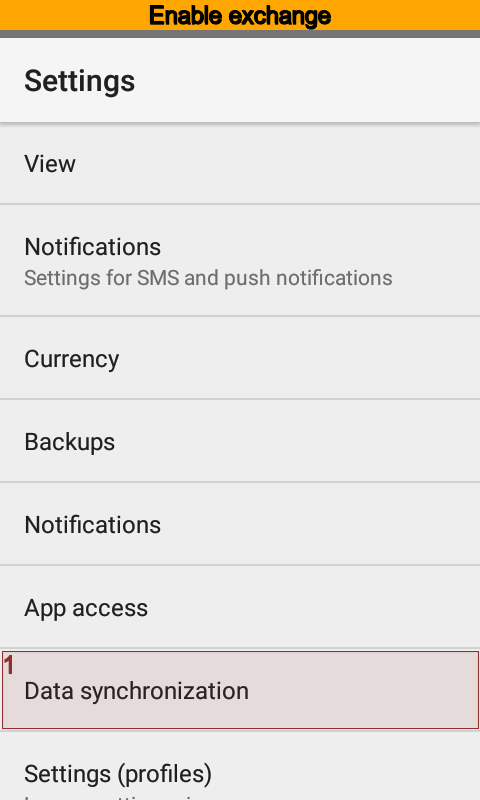 Enable exchange
Settings
View
Notifications
Settings for SMS and push notifications
Currency
Backups
Notifications
App access
1
Data synchronization
Settings (profiles)